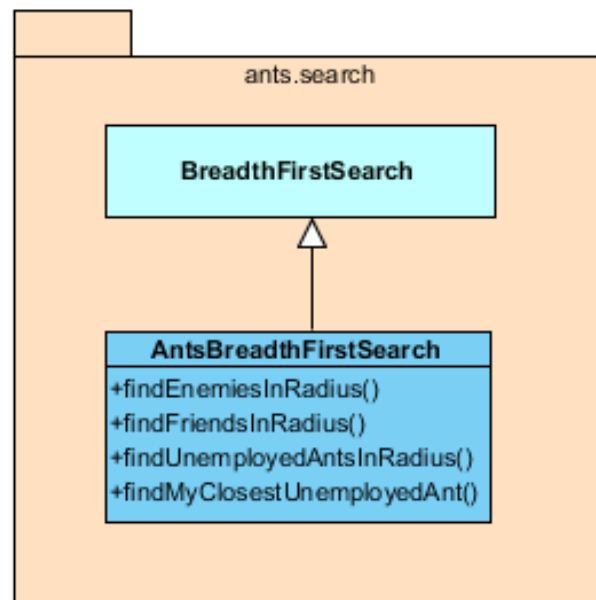 ants.search
BreadthFirstSearch
AntsBreadthFirstSearch
+findEnemiesInRadius()
+findFriendsInRadius()
+findUnemployedAntsInRadius()
+findMyClosestUnemployedAnt()